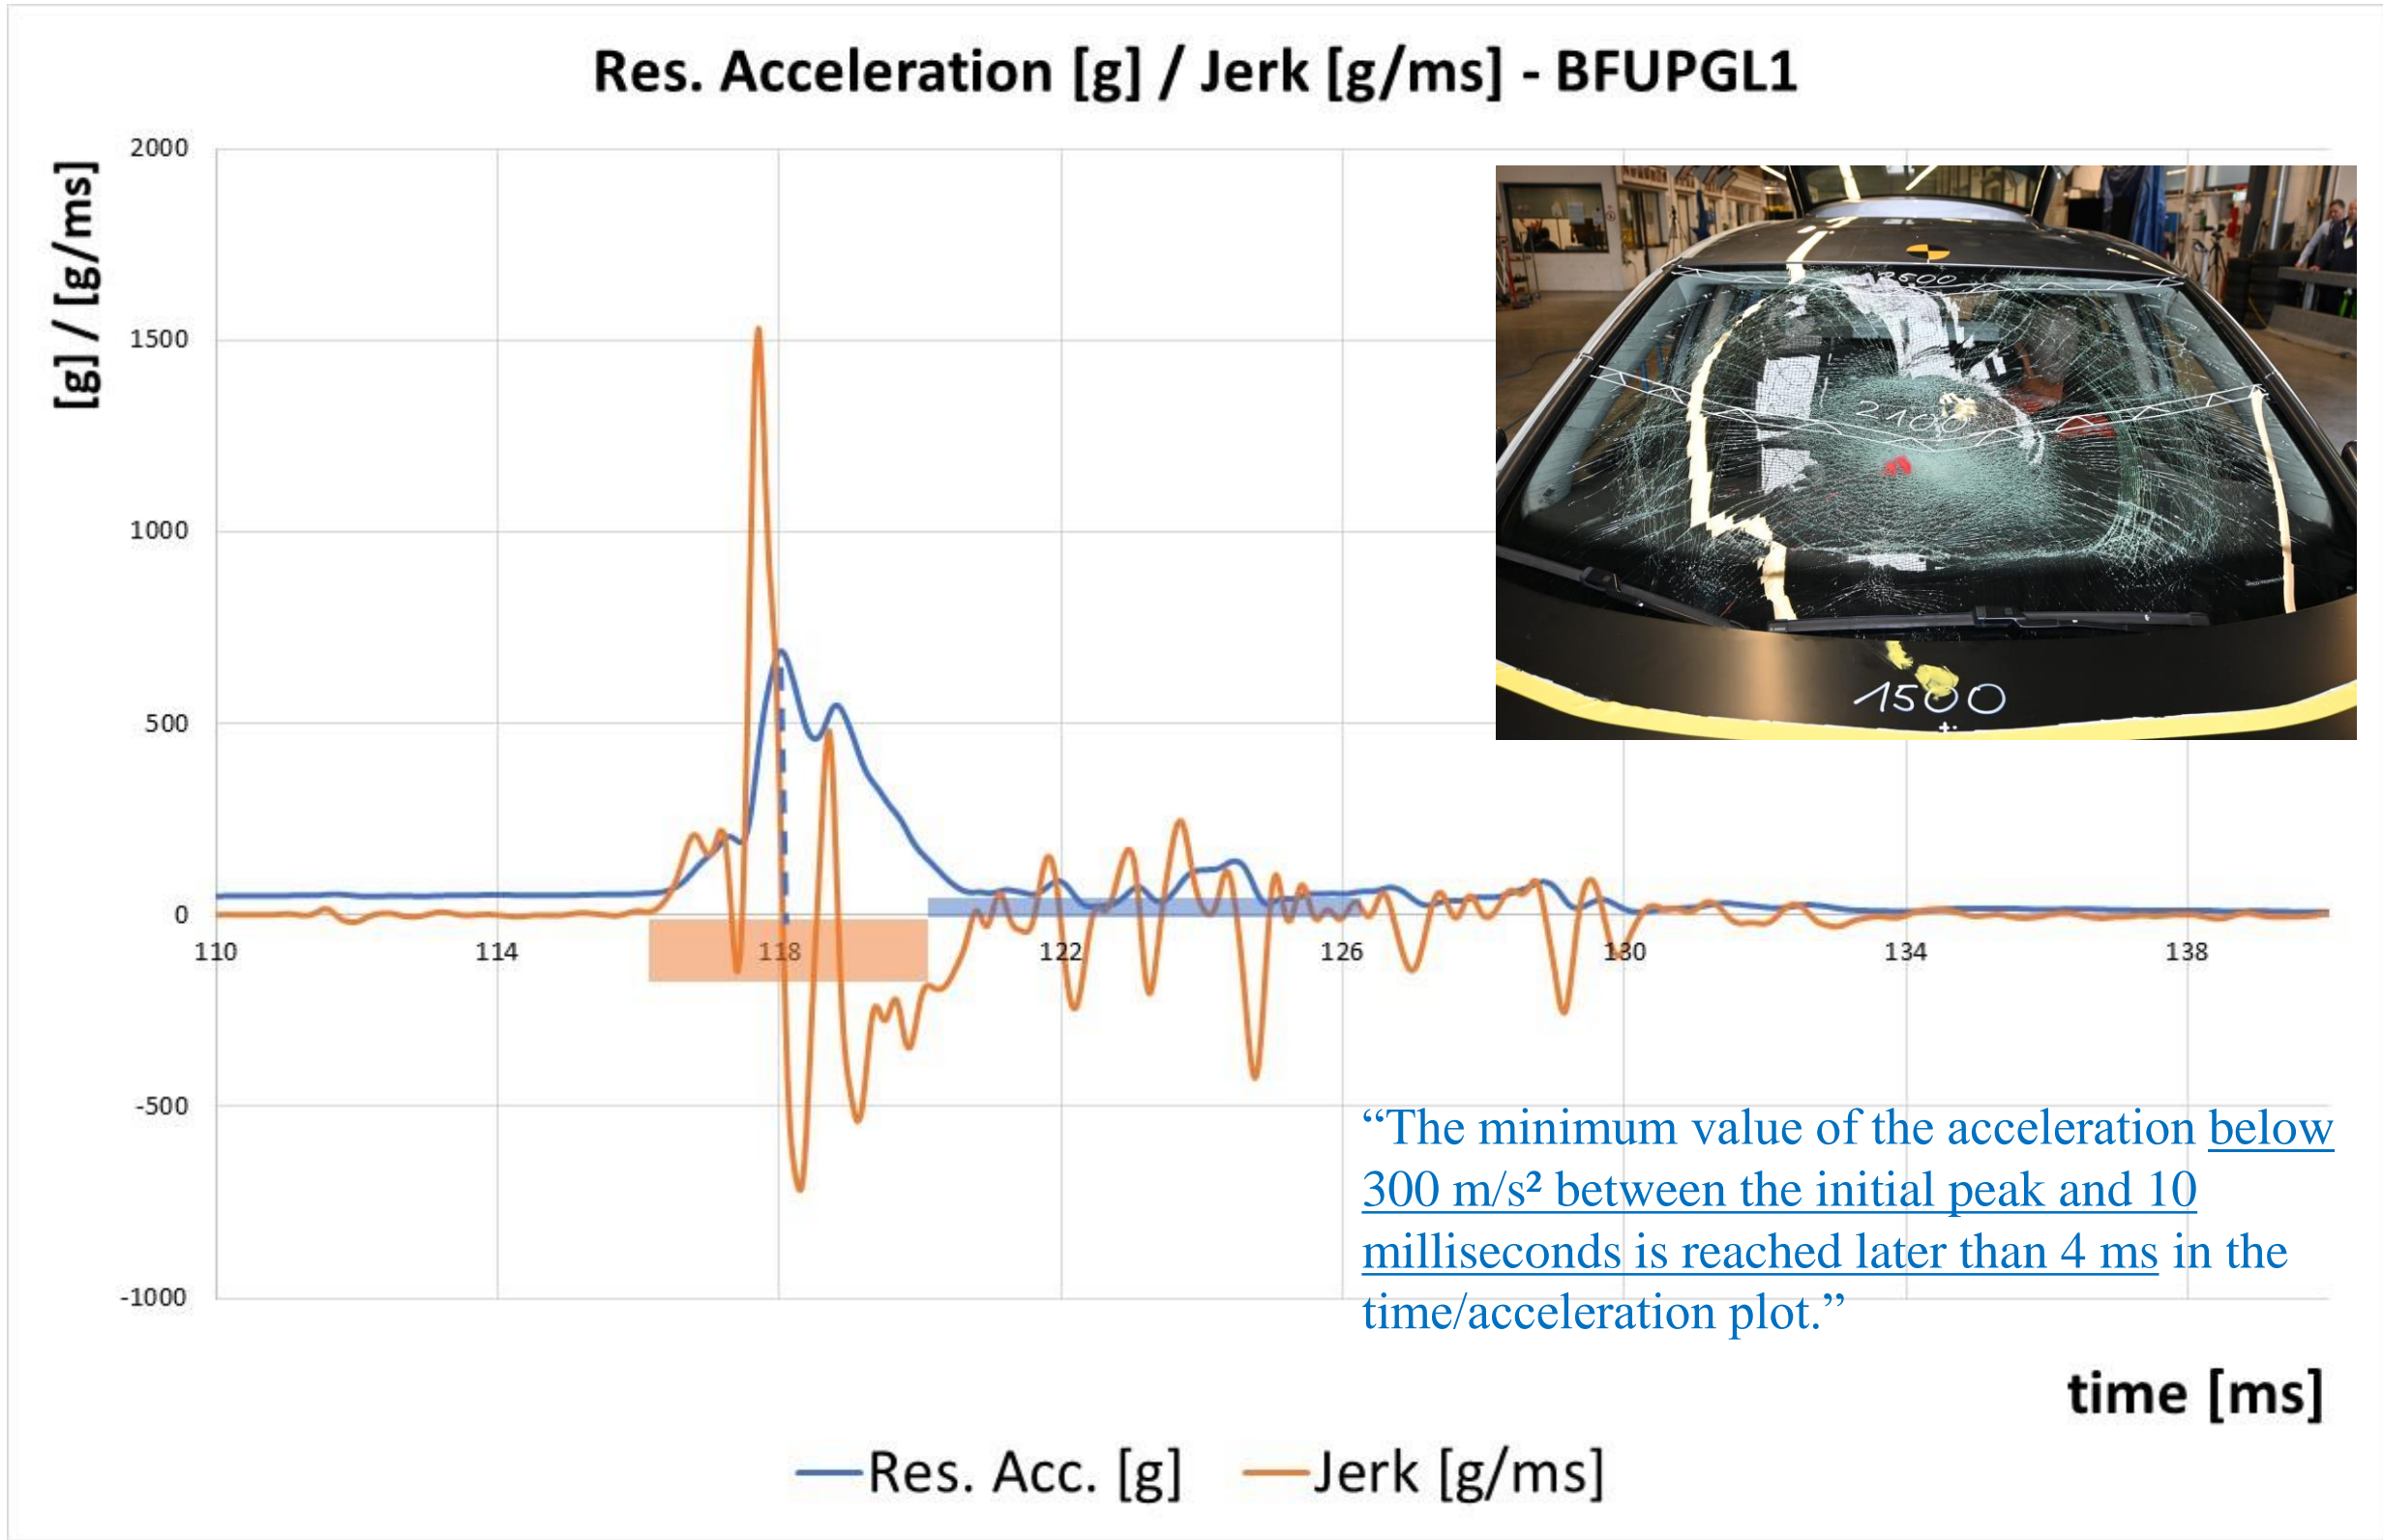 Res. Acceleration [g] / Jerk [g/ms] - BFUPGL1
[g] / [g/ms]
2000
1500
1000
500
0
-500
-1000
110
114
118
122
126
130
134
138
2100
1500
“The minimum value of the acceleration below
300 m/s² between the initial peak and 10
milliseconds is reached later than 4 ms in the
time/acceleration plot.”
time [ms]
Res. Acc. [g]
Jerk [g/ms]